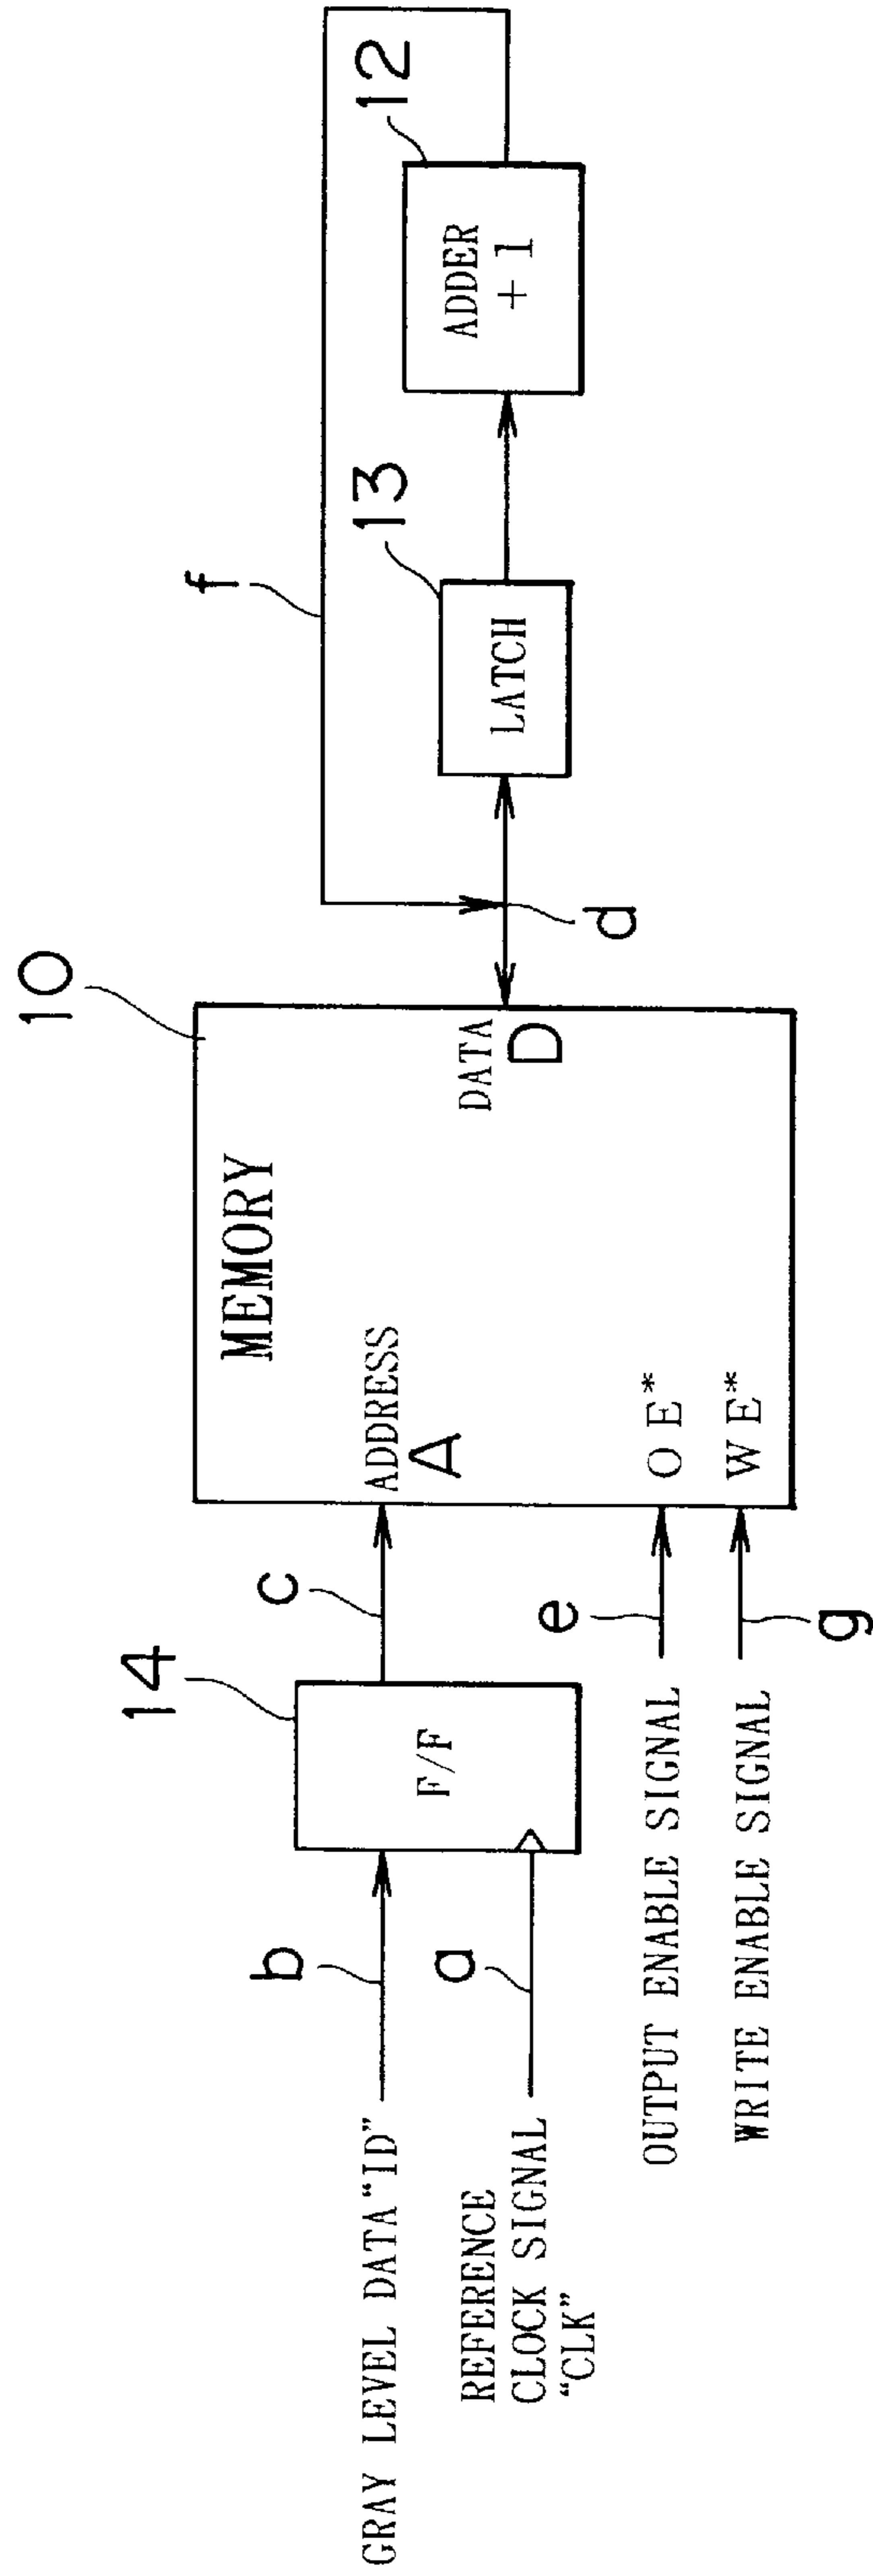 GRAY LEVEL DATA “ID”
b
REFERENCE
CLOCK SIGNAL
“CLK”
a
14
F/F
c
OUTPUT ENABLE SIGNAL
e
WRITE ENABLE SIGNAL
g
10
MEMORY
ADDRESS
A
OE*
WE*
DATA
D
d
f
13
LATCH
12
ADDER
+1